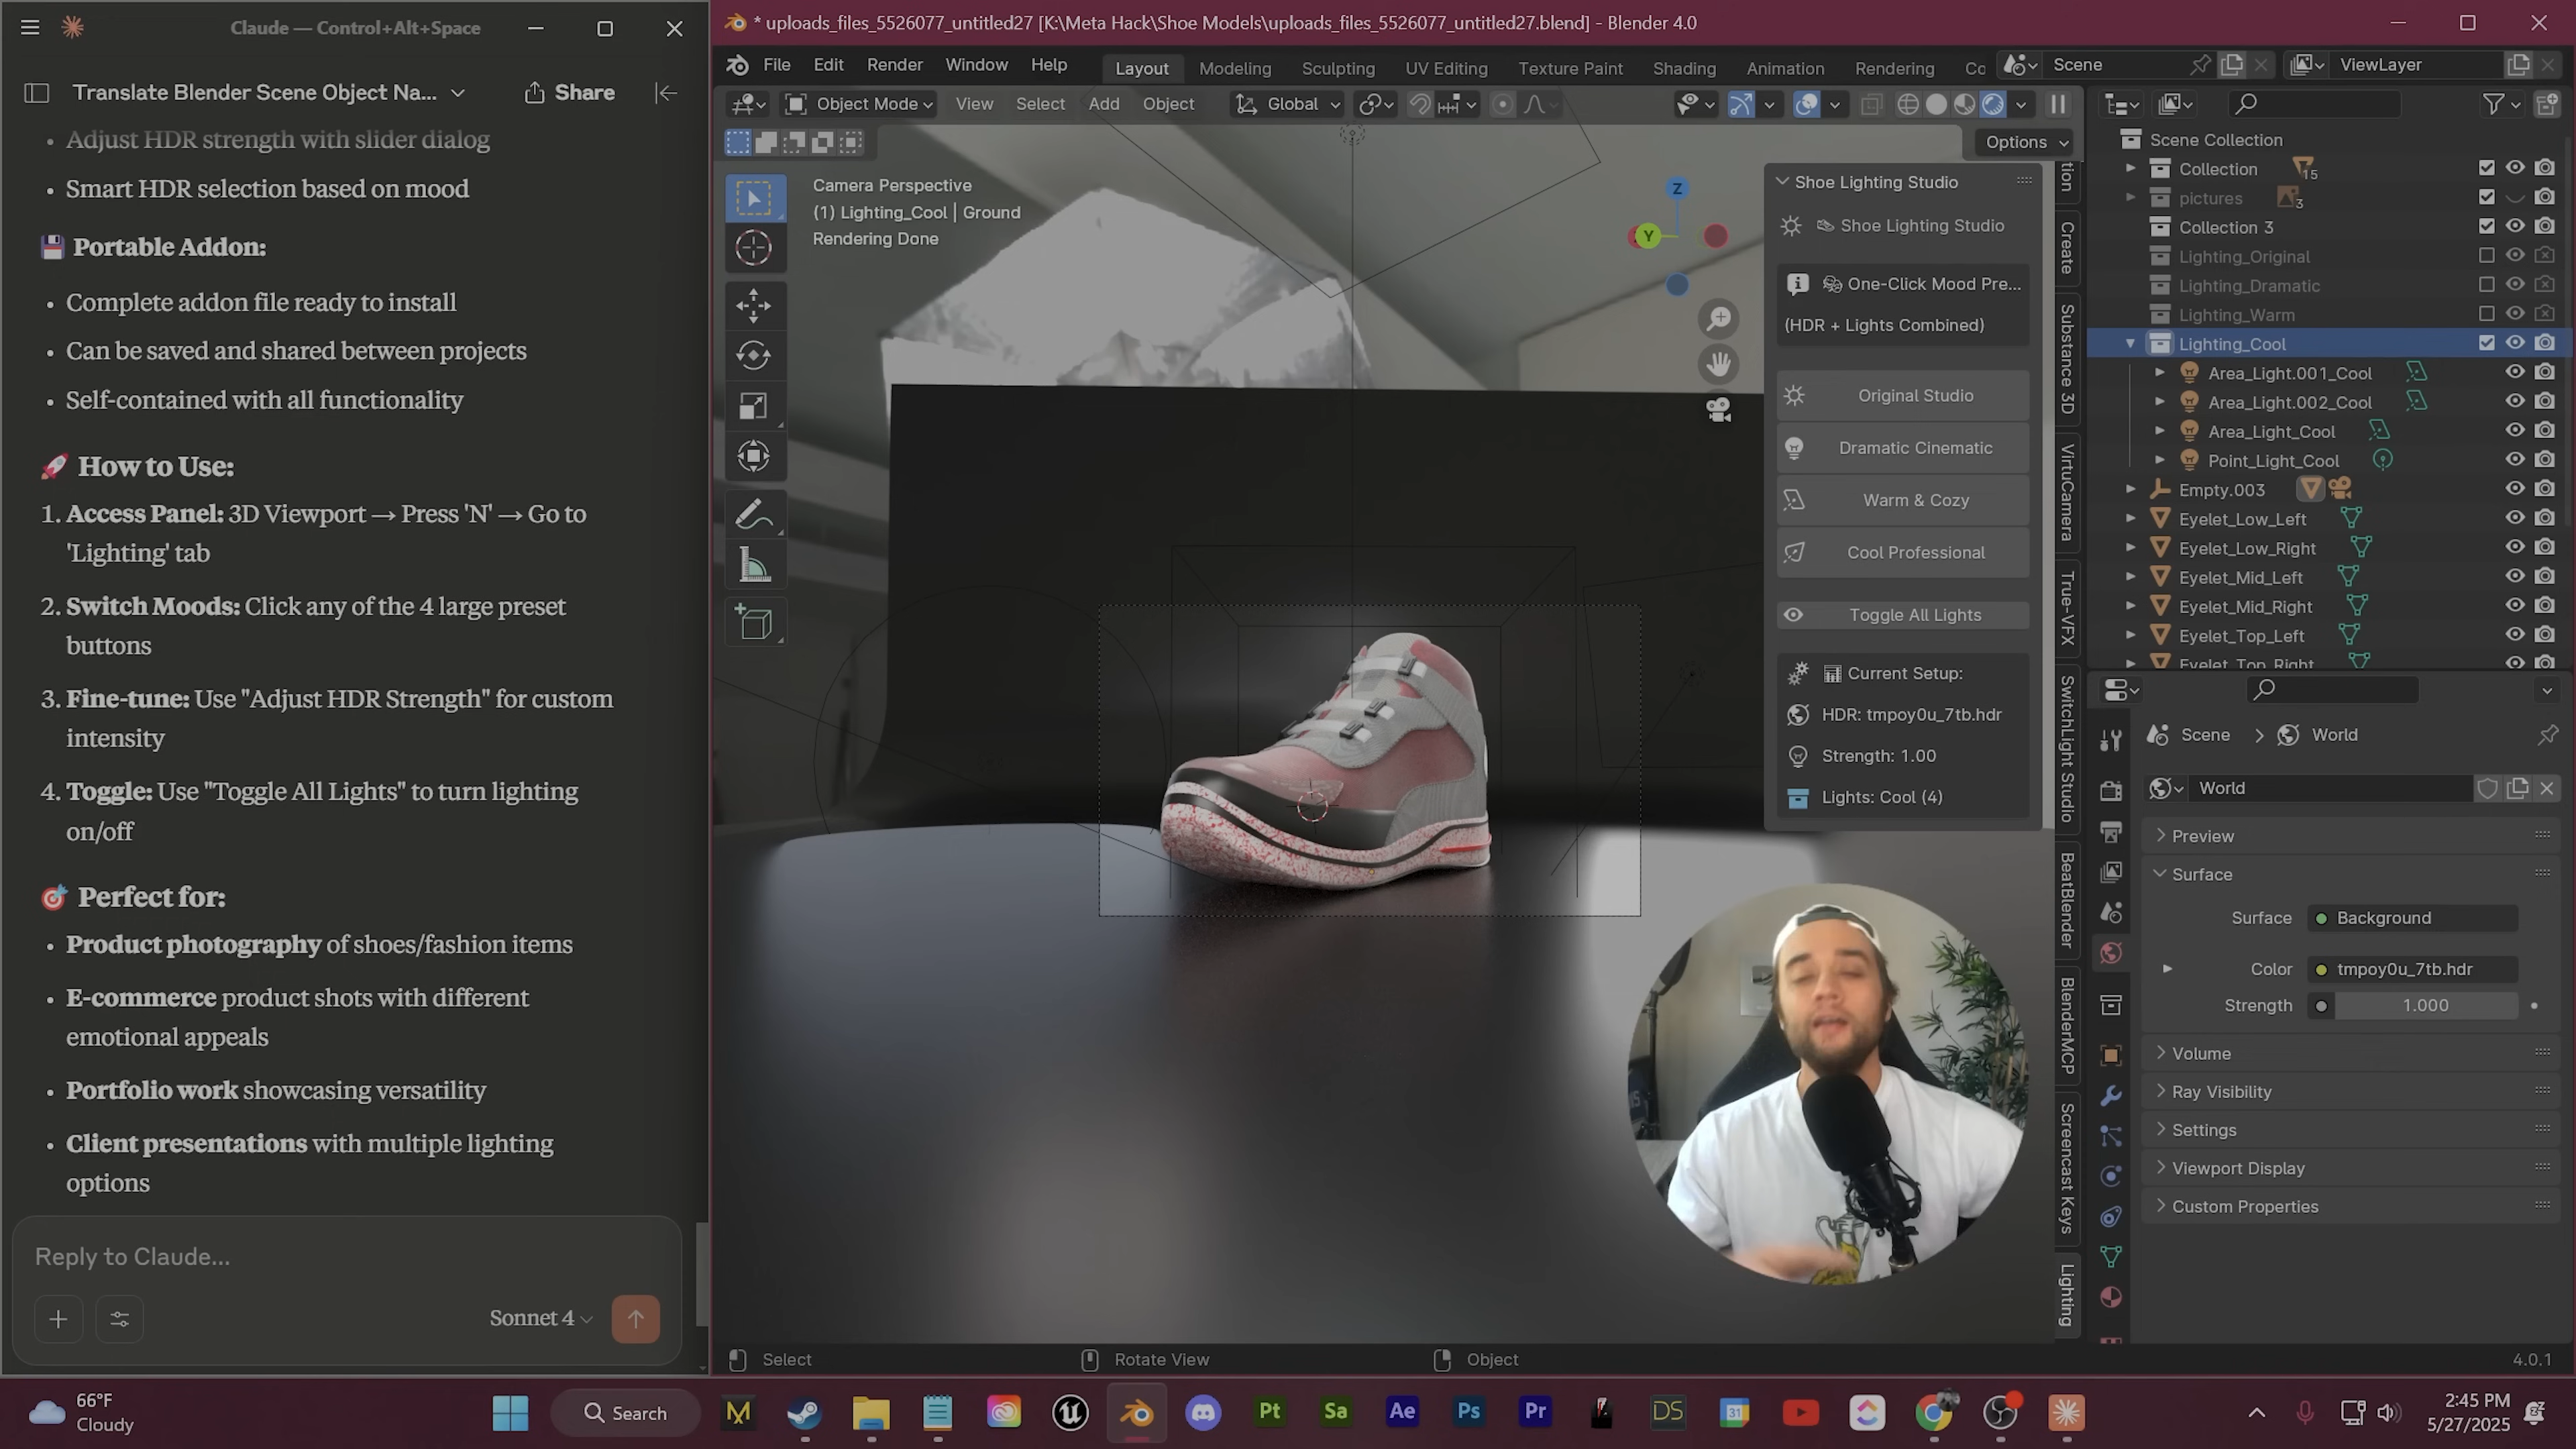 Claude — Control+Alt+Space
Translate Blender Scene Object Na...
Share
Adjust HDR strength with slider dialog
Smart HDR selection based on mood
Portable Addon:
Complete addon file ready to install
Can be saved and shared between projects
Self-contained with all functionality
How to Use:
1. Access Panel: 3D Viewport → Press 'N' → Go to
'Lighting' tab
2. Switch Moods: Click any of the 4 large preset
buttons
3. Fine-tune: Use "Adjust HDR Strength" for custom
intensity
4. Toggle: Use "Toggle All Lights" to turn lighting
on/off
Perfect for:
Product photography of shoes/fashion items
E-commerce product shots with different
emotional appeals
Portfolio work showcasing versatility
Client presentations with multiple lighting
options
Reply to Claude...
Sonnet 4
* uploads_files_5526077_untitled27 [K:\Meta Hack\Shoe Models\uploads_files_5526077_untitled27.blend] - Blender 4.0
File Edit Render Window Help
Layout Modeling Sculpting UV Editing Texture Paint Shading Animation Rendering Co
Scene
ViewLayer
Object Mode
View Select Add Object
Global
Options
Camera Perspective
(1) Lighting_Cool | Ground
Rendering Done
Z
Y
Shoe Lighting Studio
Shoe Lighting Studio
One-Click Mood Pre...
(HDR + Lights Combined)
Original Studio
Dramatic Cinematic
Warm & Cozy
Cool Professional
Toggle All Lights
Current Setup:
HDR: tmpoy0u_7tb.hdr
Strength: 1.00
Lights: Cool (4)
tion
Create
Substance 3D
VirtuCamera
True-VFX
SwitchLight Studio
BeatBlender
BlenderMCP
Screencast Keys
Lighting
Scene Collection
Collection
15
pictures
3
Collection 3
Lighting_Original
Lighting_Dramatic
Lighting_Warm
Lighting_Cool
Area_Light.001_Cool
Area_Light.002_Cool
Area_Light_Cool
Point_Light_Cool
Empty.003
Eyelet_Low_Left
Eyelet_Low_Right
Eyelet_Mid_Left
Eyelet_Mid_Right
Eyelet_Top_Left
Eyelet_Top_Right
Scene > World
World
Preview
Surface
Surface Background
Color tmpoy0u_7tb.hdr
Strength 1.000
Volume
Ray Visibility
Settings
Viewport Display
Custom Properties
Select
Rotate View
Object
4.0.1
66°F
Cloudy
Search
Pt
Sa
Ae
Ps
Pr
DS
31
2:45 PM
5/27/2025